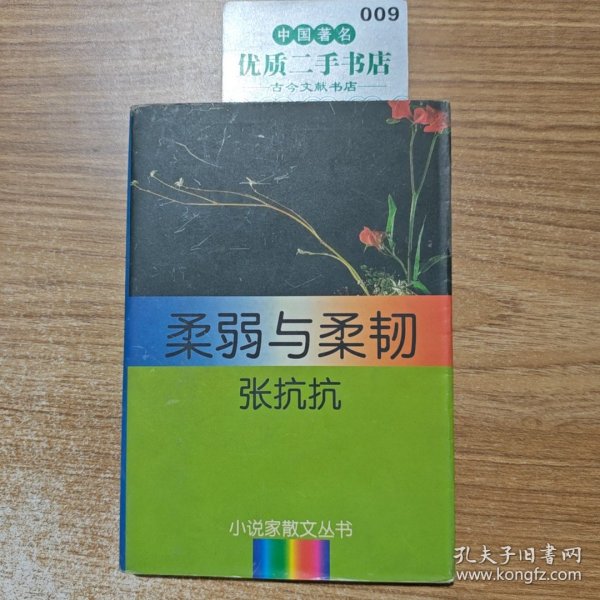 009
中国著名
优质二手书店
古今文献书店
柔弱与柔韧
张抗抗
小说家散文丛书
孔夫子旧书网
www.kongfz.com